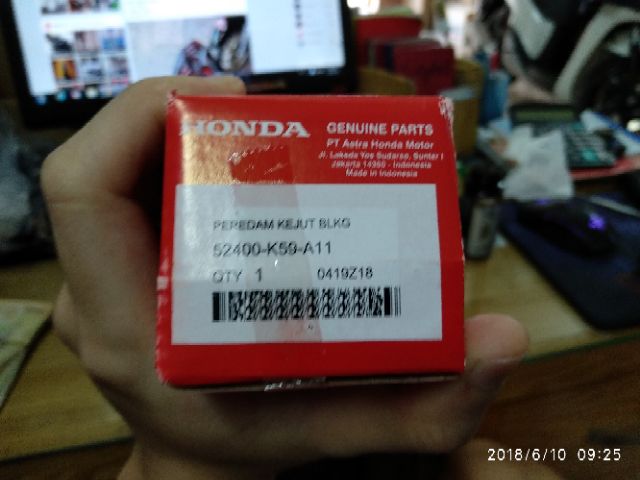 HONDA
GENUINE PARTS
PT Astra Honda Motor
Jl. Laksda Yos Sudarso, Sunter I
Jakarta 14350 - Indonesia
Made in Indonesia
PEREDAM KEJUT BLKG
52400-K59-A11
QTY 1 0419Z18
2018/6/10 09:25